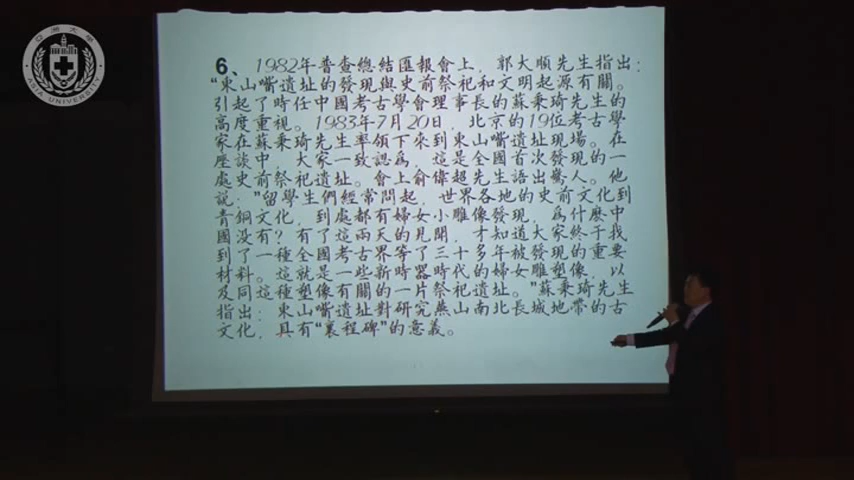 亞洲大學
ASIA UNIVERSITY
6、1982年普查總結匯報會上，郭大順先生指出：
“東山嘴遺址的發現與史前祭祀和文明起源有關。
引起了時任中國考古學會理事長的蘇秉琦先生的
高度重視。1983年7月20日，北京的19位考古學
家在蘇秉琦先生率領下來到東山嘴遺址現場。在
座談中，大家一致認為，這是全國首次發現的一
處史前祭祀遺址。會上俞偉超先生語出驚人。他
說：”留學生們經常問起，世界各地的史前文化到
青銅文化，到處都有婦女小雕像發現，為什麼中
國没有？有了這兩天的見聞，才知道大家終于找
到了一種全國考古界等了三十多年被發現的重要
材料。這就是一些新時器時代的婦女雕塑像，以
及同這種塑像有關的一片祭祀遺址。”蘇秉琦先生
指出：東山嘴遺址對研究燕山南北長城地帶的古
文化，具有“裏程碑”的意義。